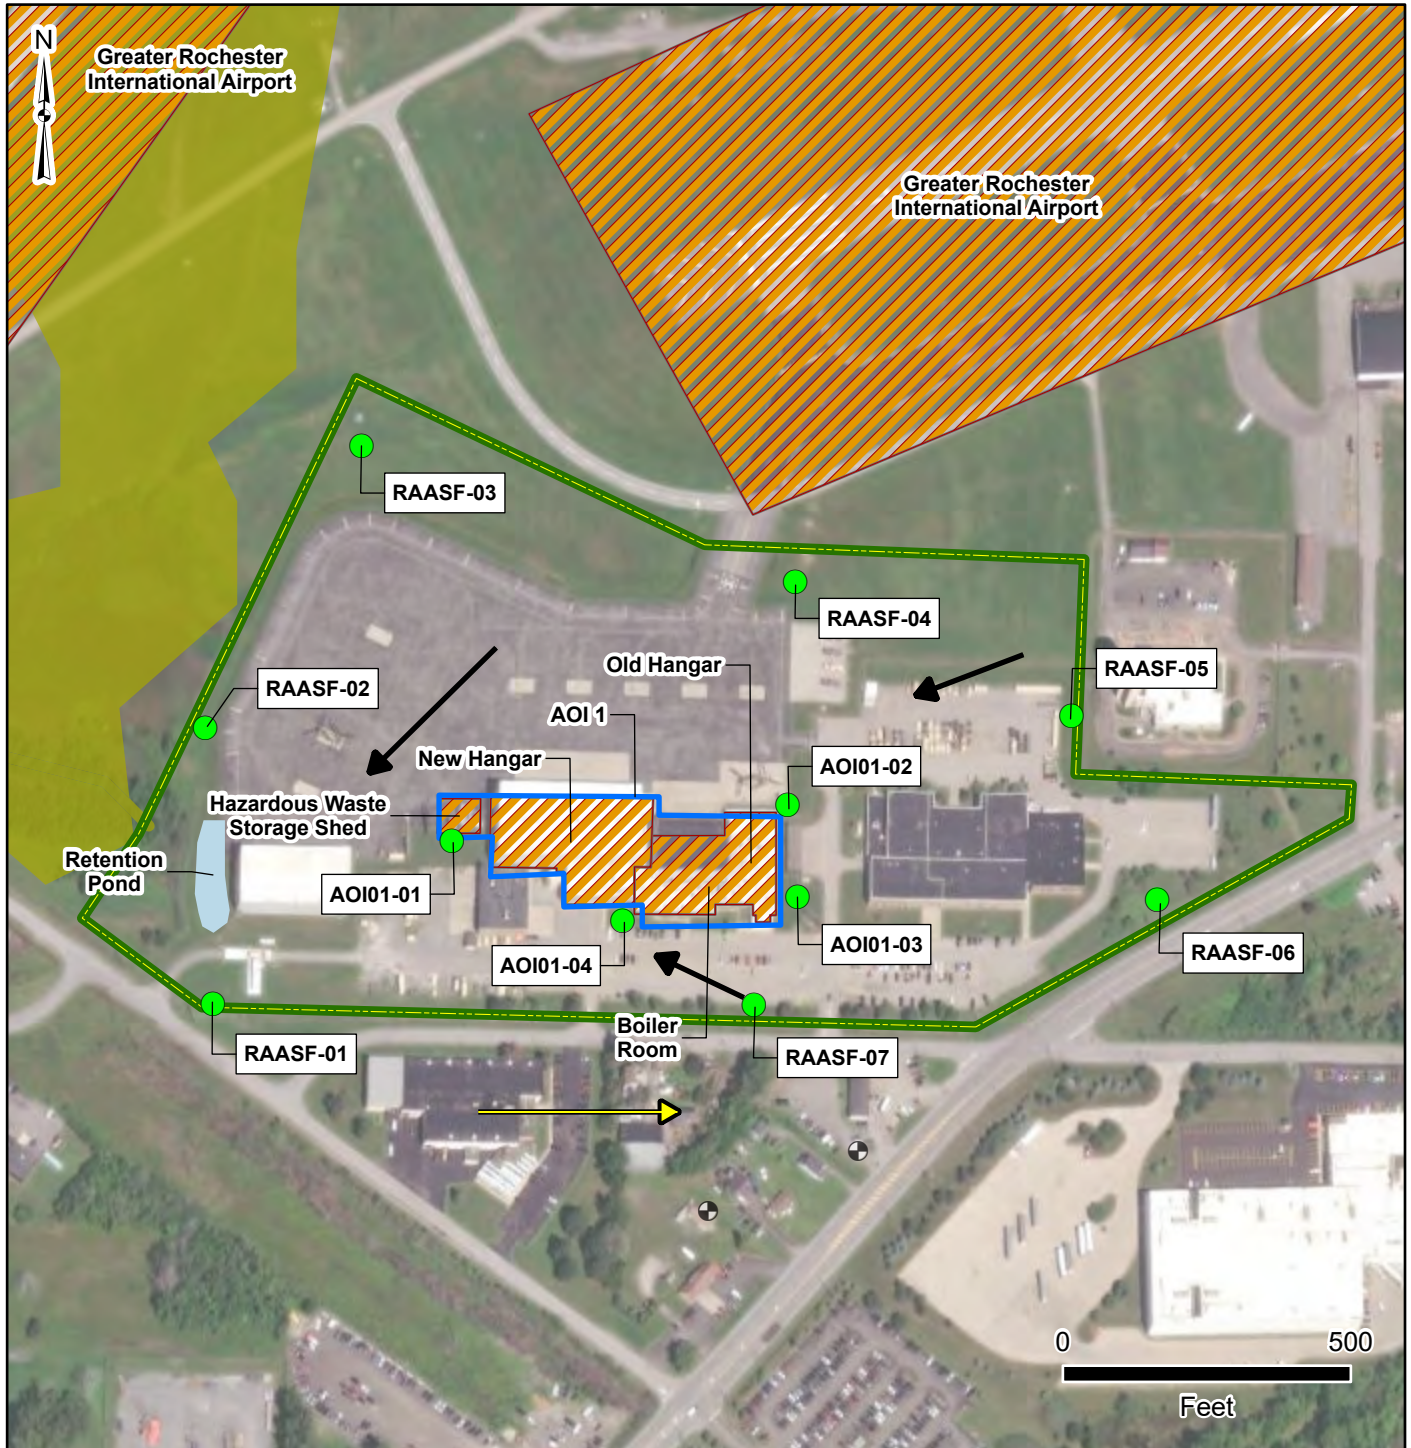 N
Greater Rochester
International Airport
Greater Rochester
International Airport
RAASF-03
RAASF-04
Old Hangar
RAASF-05
RAASF-02
AOI 1
New Hangar
AOI01-02
Hazardous Waste
Storage Shed
Retention
Pond
AOI01-01
AOI01-03
RAASF-06
AOI01-04
Boiler
Room
RAASF-01
RAASF-07
0 500
Feet